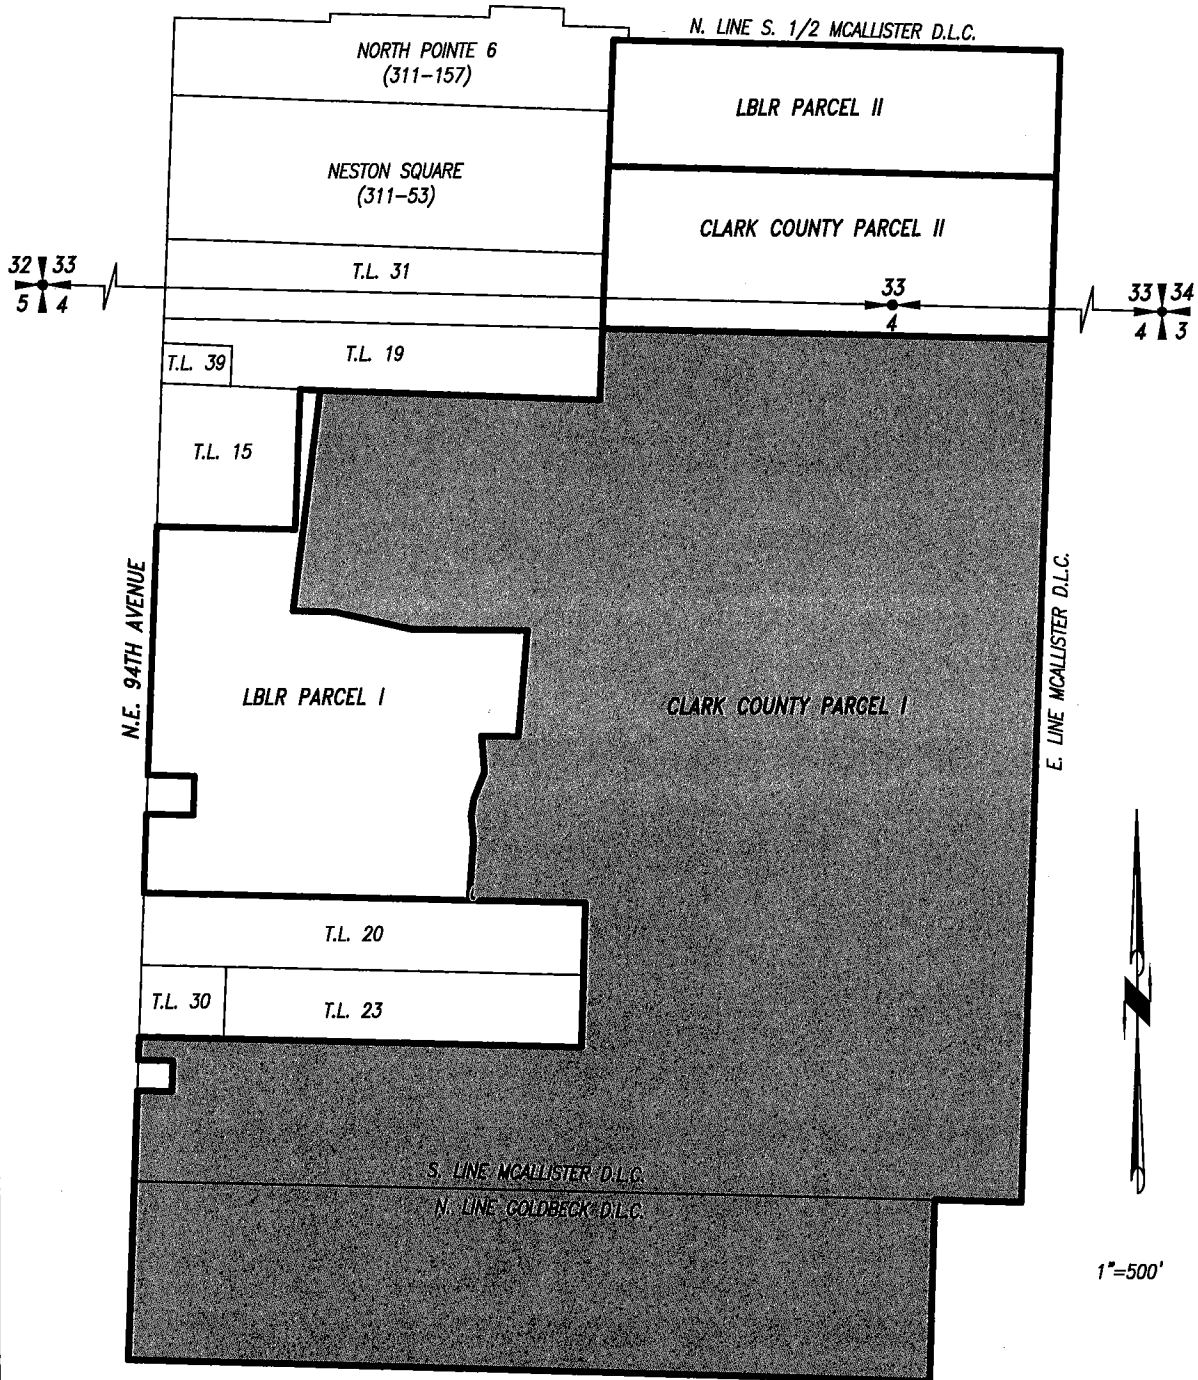 N. LINE S. 1/2 MCALLISTER D.L.C.
NORTH POINTE 6
(311-157)
LBLR PARCEL II
NESTON SQUARE
(311-53)
CLARK COUNTY PARCEL II
T.L. 31
32 33
5 4
33
4
33 34
4 3
T.L. 39
T.L. 19
T.L. 15
N.E. 94TH AVENUE
E. LINE MCALLISTER D.L.C.
LBLR PARCEL I
CLARK COUNTY PARCEL I
T.L. 20
T.L. 30
T.L. 23
S. LINE MCALLISTER D.L.C.
N. LINE GOLDBECK D.L.C.
1"=500'